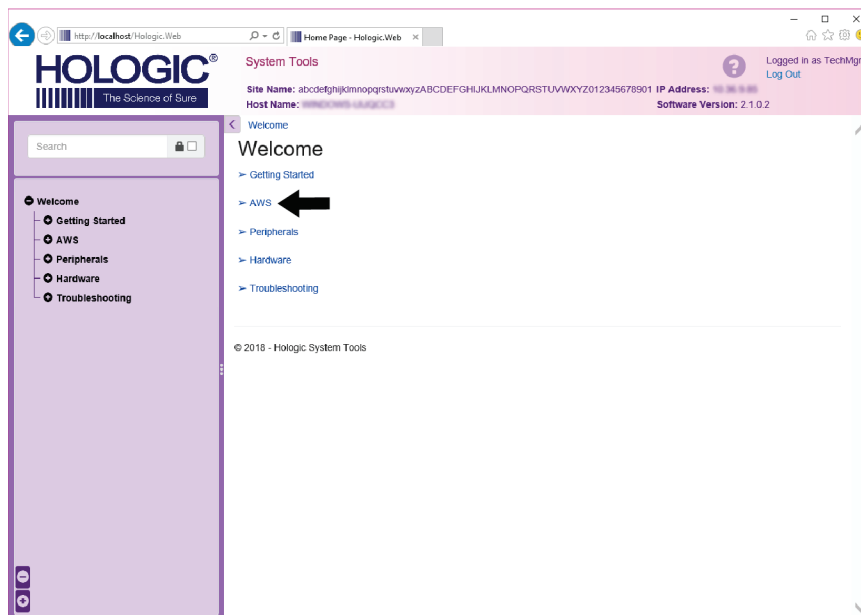 http://localhost/Hologic.Web
Home Page - Hologic.Web
HOLOGIC®
The Science of Sure
System Tools
Logged in as TechMgr
Log Out
Site Name: abcdefghijklmnopqrstuvwxyzABCDEFGHIJKLMNOPQRSTUVWXYZ012345678901 IP Address:
Host Name:
Software Version: 2.1.0.2
Search
Welcome
Getting Started
AWS
Peripherals
Hardware
Troubleshooting
Welcome
Welcome
➢ Getting Started
➢ AWS
➢ Peripherals
➢ Hardware
➢ Troubleshooting
© 2018 - Hologic System Tools